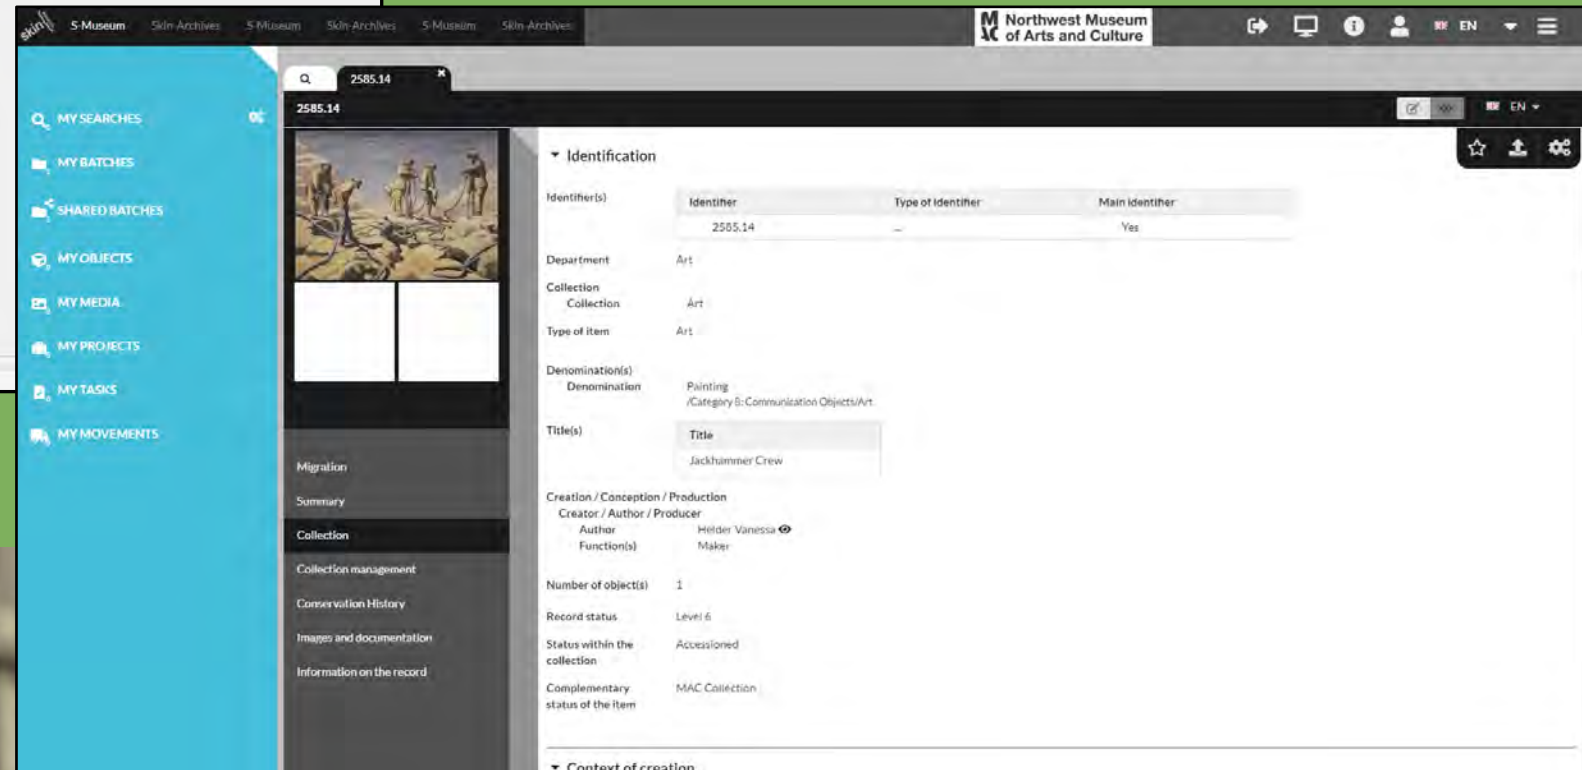 skin S-Museum Skin-Archives S-Museum Skin-Archives S-Museum Skin-Archives
MAC Northwest Museum
of Arts and Culture
EN
2585.14
2585.14
EN
MY SEARCHES
MY BATCHES
SHARED BATCHES
MY OBJECTS
MY MEDIA
MY PROJECTS
MY TASKS
MY MOVEMENTS
Migration
Summary
Collection
Collection management
Conservation History
Images and documentation
Information on the record
Identification
Identifier(s) Identifier Type of identifier Main identifier
2585.14 – Yes
Department Art
Collection
Collection Art
Type of item Art
Denomination(s)
Denomination Painting
/Category 8: Communication Objects/Art
Title(s) Title
Jackhammer Crew
Creation / Conception / Production
Creator / Author / Producer
Author Helder Vanessa
Function(s) Maker
Number of object(s) 1
Record status Level 6
Status within the Accessioned
collection
Complementary MAC Collection
status of the item
Context of creation